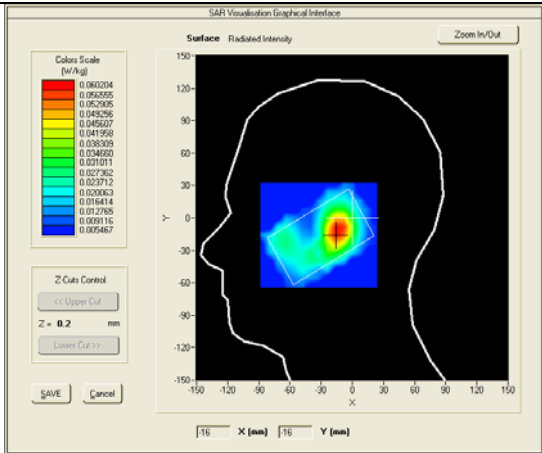 SAR Visualisation Graphical Interface
Surface Radiated Intensity
Zoom In/Out
Colors Scale
(W/kg)
0.060204
0.056555
0.052905
0.049256
0.045607
0.041958
0.038309
0.034660
0.031011
0.027362
0.023712
0.020063
0.016414
0.012765
0.009116
0.005467
Z-Cuts Control
<< Upper Cut
Z = 0.2 mm
Lower Cut >>
SAVE Cancel
150-
120-
90-
60-
30-
0-
-30-
-60-
-90-
-120-
-150-
Y
-150 -120 -90 -60 -30 0 30 60 90 120 150
X
-16 X (mm) -16 Y (mm)